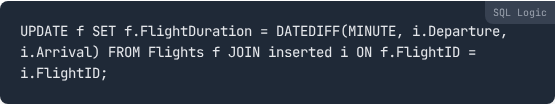 SQL Logic
UPDATE f SET f.FlightDuration = DATEDIFF(MINUTE, i.Departure,
i.Arrival) FROM Flights f JOIN inserted i ON f.FlightID =
i.FlightID;